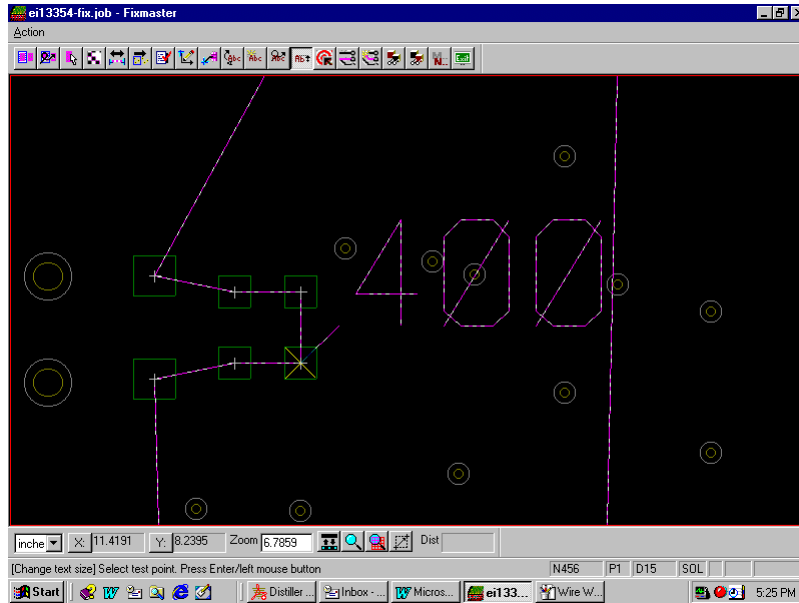 ei13354-fix.job - Fixmaster
Action
400
inche X: 11.4191 Y: 8.2395 Zoom 6.7859 Dist
[Change text size] Select test point. Press Enter/left mouse button N456 P1 D15 SOL
Start Distiller ... Inbox - ... Micros... ei133... Wire W... 5:25 PM